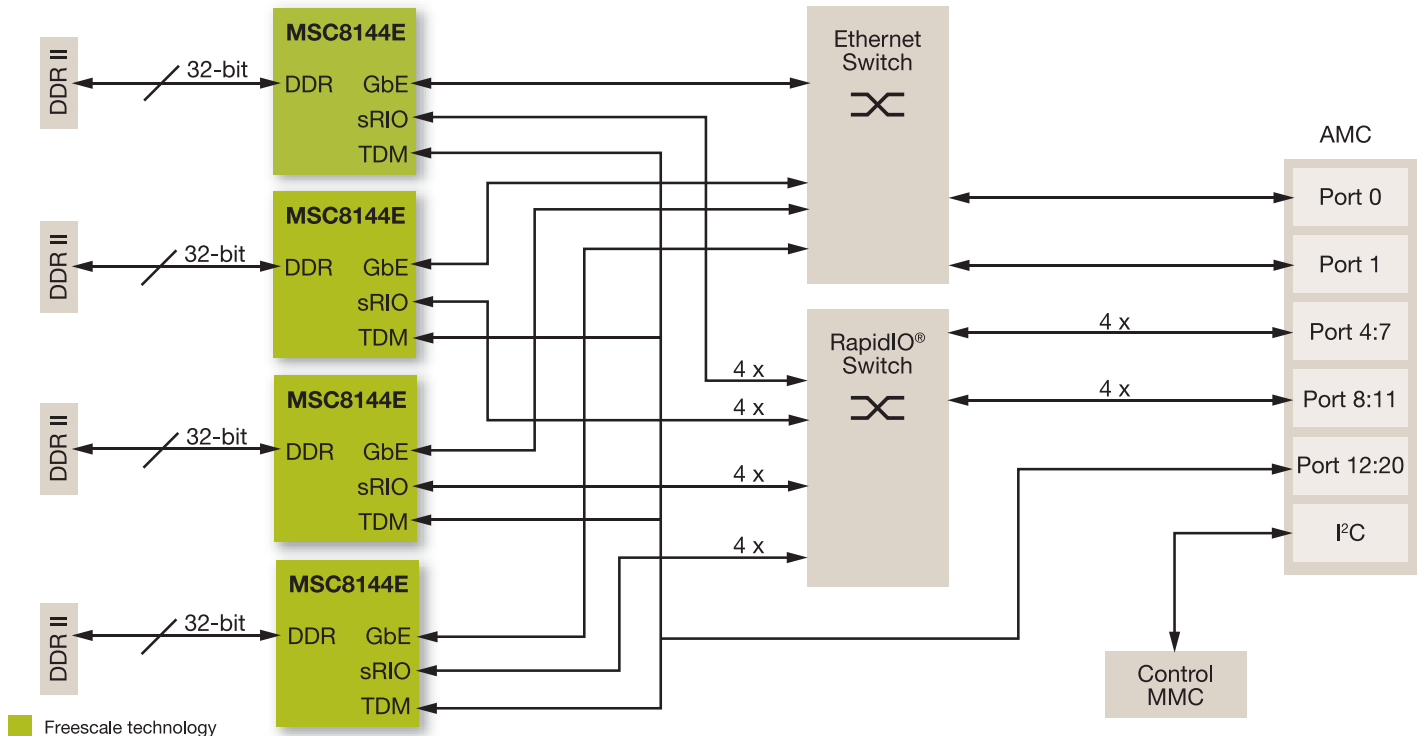 MSC8144E
DDR II
32-bit
DDR
GbE
sRIO
TDM
MSC8144E
DDR II
32-bit
DDR
GbE
sRIO
TDM
MSC8144E
DDR II
32-bit
DDR
GbE
sRIO
TDM
MSC8144E
DDR II
32-bit
DDR
GbE
sRIO
TDM
Ethernet
Switch
RapidIO®
Switch
4 x
4 x
4 x
4 x
4 x
4 x
AMC
Port 0
Port 1
Port 4:7
Port 8:11
Port 12:20
I²C
Control
MMC
Freescale technology